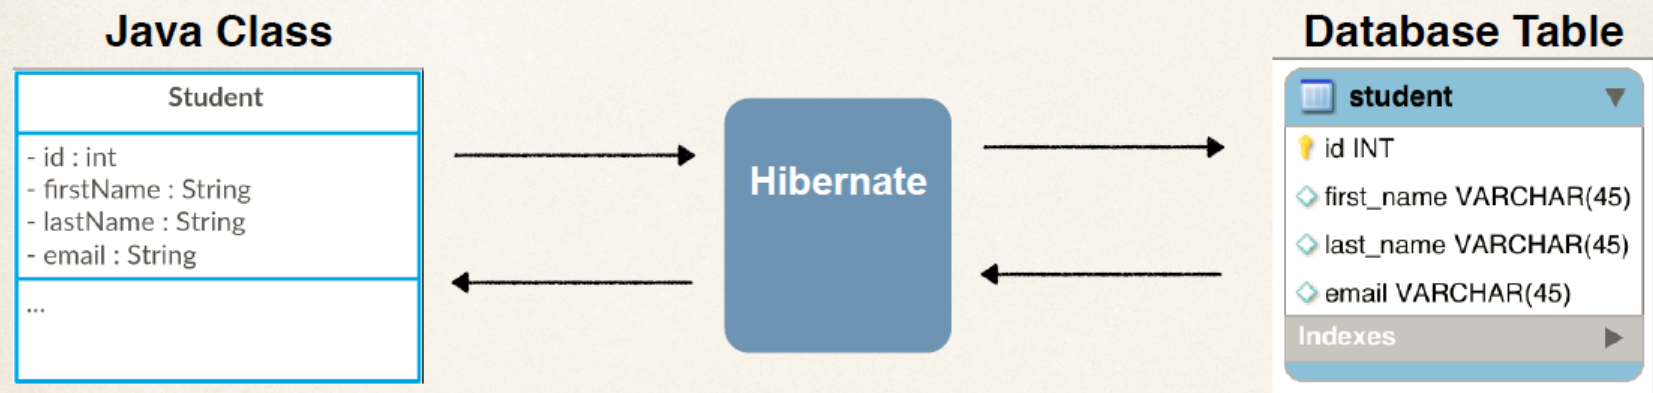 Java Class
Student
- id : int
- firstName : String
- lastName : String
- email : String
...
Hibernate
Database Table
student
id INT
first_name VARCHAR(45)
last_name VARCHAR(45)
email VARCHAR(45)
Indexes